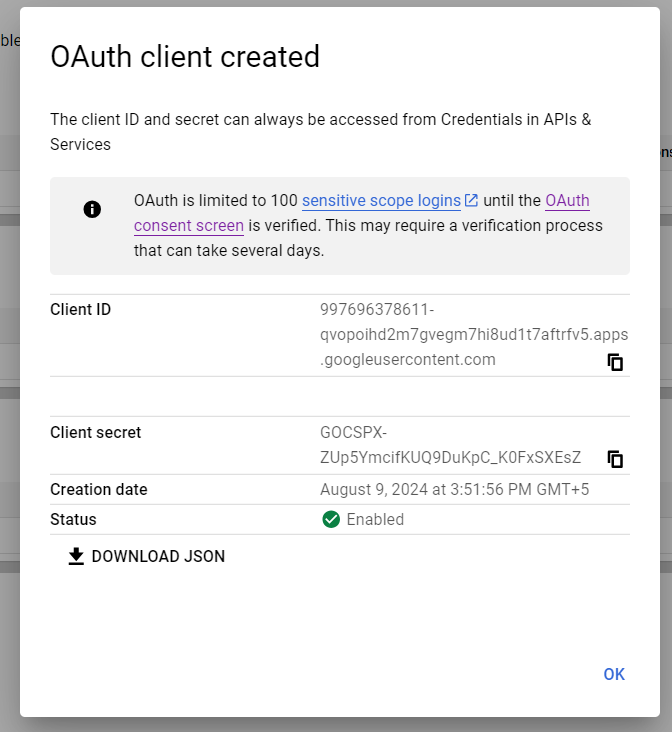 ble
OAuth client created
The client ID and secret can always be accessed from Credentials in APIs &
Services
ns
OAuth is limited to 100 sensitive scope logins until the OAuth
consent screen is verified. This may require a verification process
that can take several days.
Client ID 997696378611-
qvopoihd2m7gvegm7hi8ud1t7aftrfv5.apps
.googleusercontent.com
Client secret GOCSPX-
ZUp5YmcifKUQ9DuKpC_K0FxSXEsZ
Creation date August 9, 2024 at 3:51:56 PM GMT+5
Status Enabled
DOWNLOAD JSON
OK